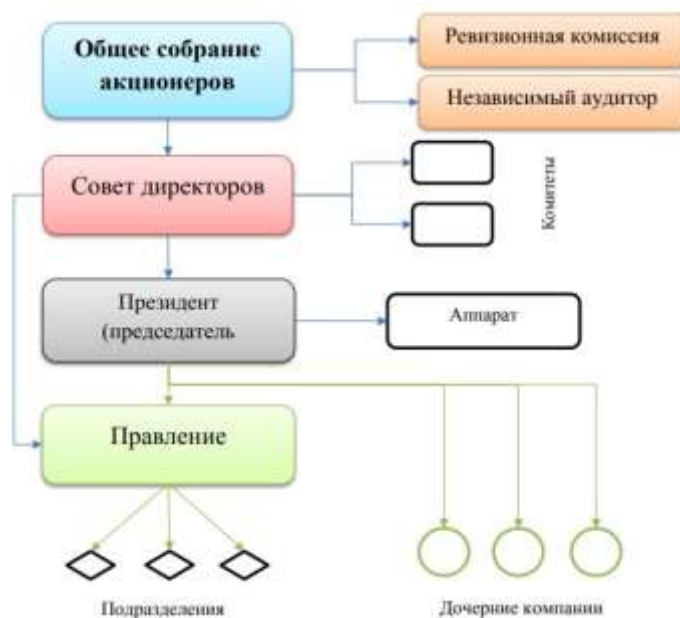 Общее собрание
акционеров
Ревизионная комиссия
Независимый аудитор
Совет директоров
Комитеты
Президент
(председатель
Аппарат
Правление
Подразделения
Дочерние компании